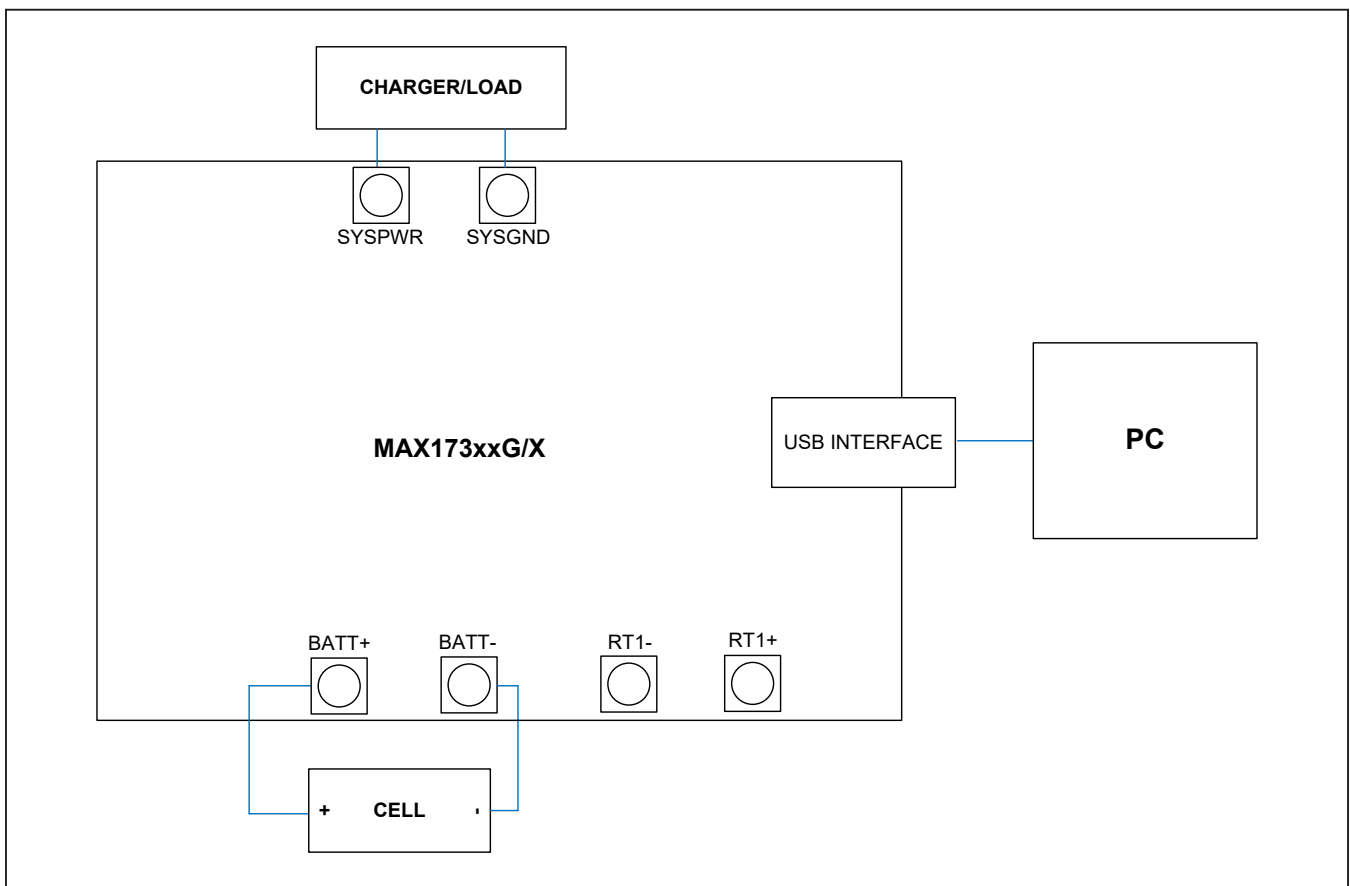 CHARGER/LOAD
SYSPWR SYSGND
MAX173xxG/X
USB INTERFACE
PC
BATT+ BATT- RT1- RT1+
+ CELL -